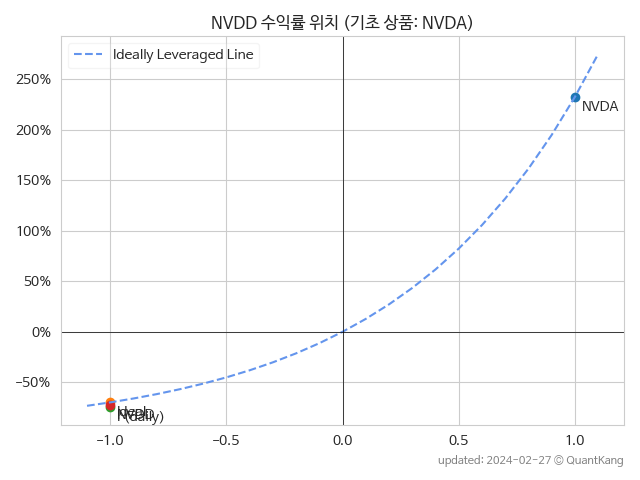 NVDD 수익률 위치 (기초 상품: NVDA)
Ideally Leveraged Line
250%
200%
150%
100%
50%
0%
−50%
NVDA
(daily)
−1.0
−0.5
0.0
0.5
1.0
updated: 2024-02-27 © QuantKang